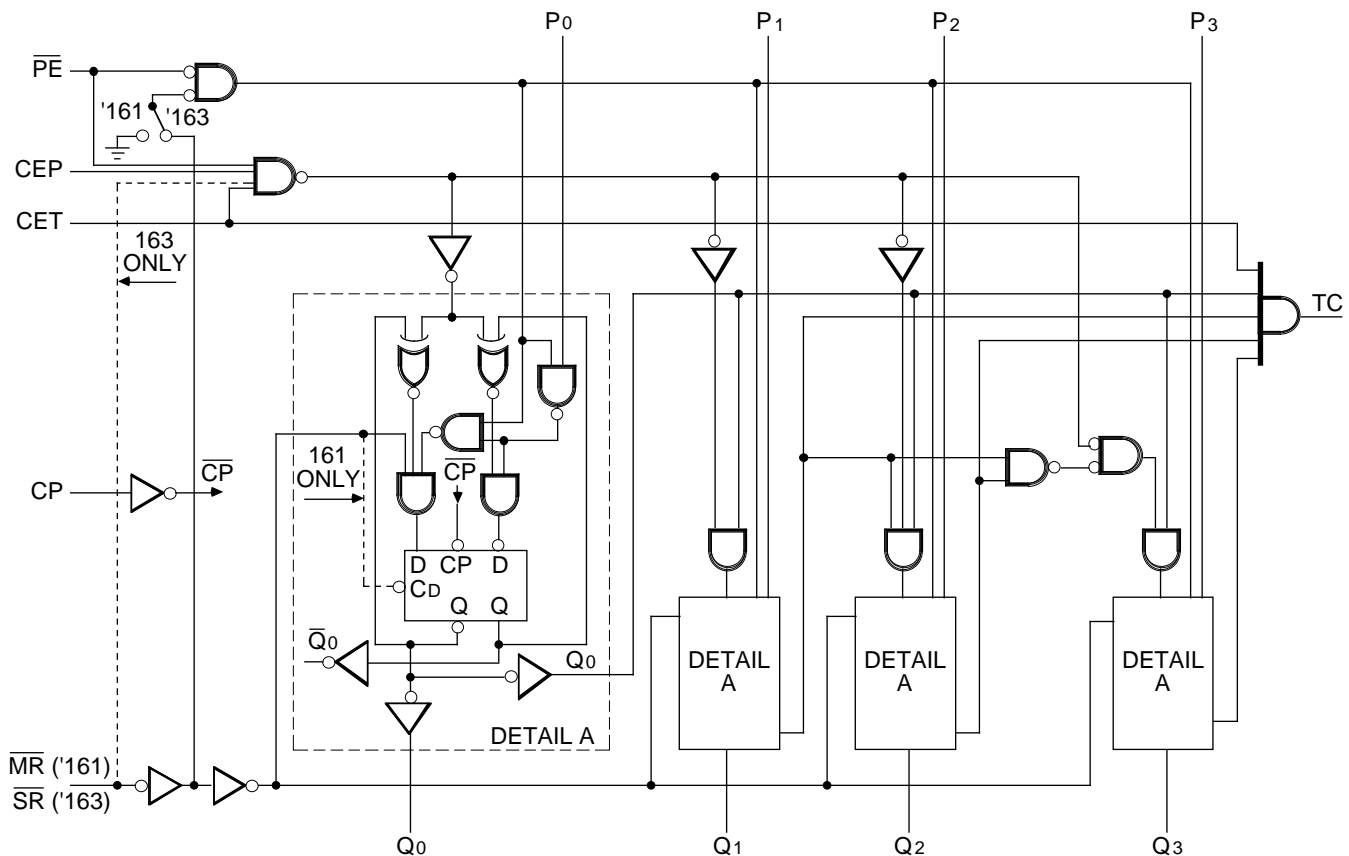 P0
P1
P2
P3
PE
'161
'163
CEP
CET
163
ONLY
TC
161
ONLY
CP
CP
CP
D
CP
D
CD
Q
Q
Q0
Q0
DETAIL A
DETAIL
A
DETAIL
A
DETAIL
A
MR ('161)
SR ('163)
Q0
Q1
Q2
Q3